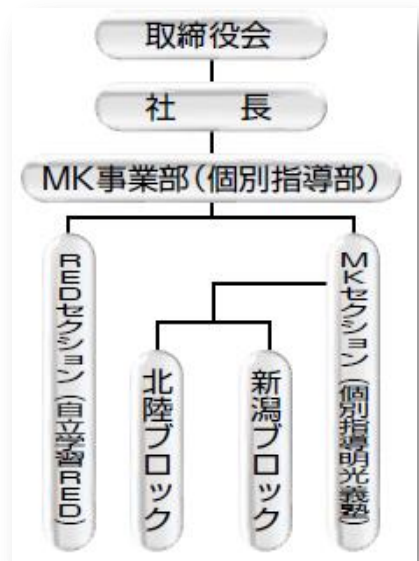 取締役会
社　長
MK事業部（個別指導部）
REDセクション（自立学習RED）
北陸ブロック
新潟ブロック
MKセクション（個別指導明光義塾）